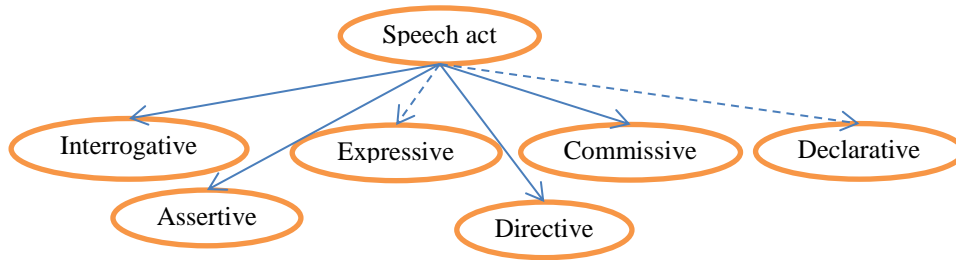 Speech act
Interrogative
Expressive
Commissive
Declarative
Assertive
Directive